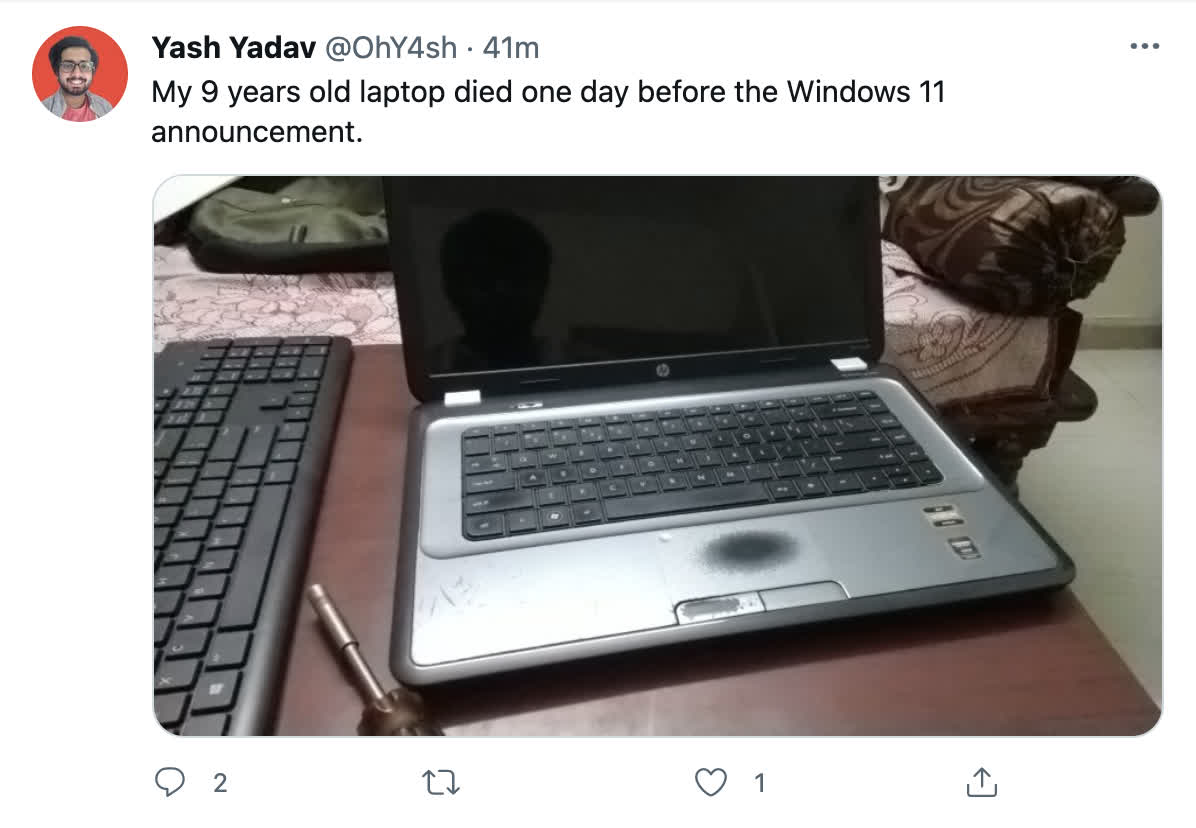 Yash Yadav @OhY4sh · 41m
My 9 years old laptop died one day before the Windows 11
announcement.
hp
2
1